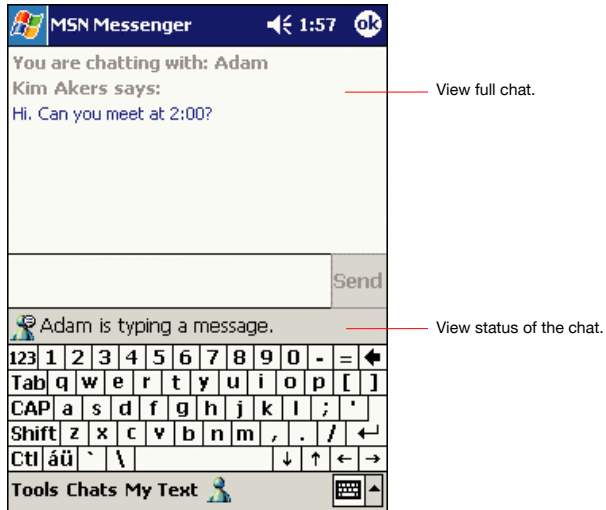 MSN Messenger 1:57 ok
You are chatting with: Adam
Kim Akers says:
Hi. Can you meet at 2:00?
View full chat.
Send
Adam is typing a message.
View status of the chat.
123 1 2 3 4 5 6 7 8 9 0 - =
Tab q w e r t y u i o p [ ]
CAP a s d f g h j k l ; '
Shift z x c v b n m , . /
Ctl áü ` \
Tools Chats My Text